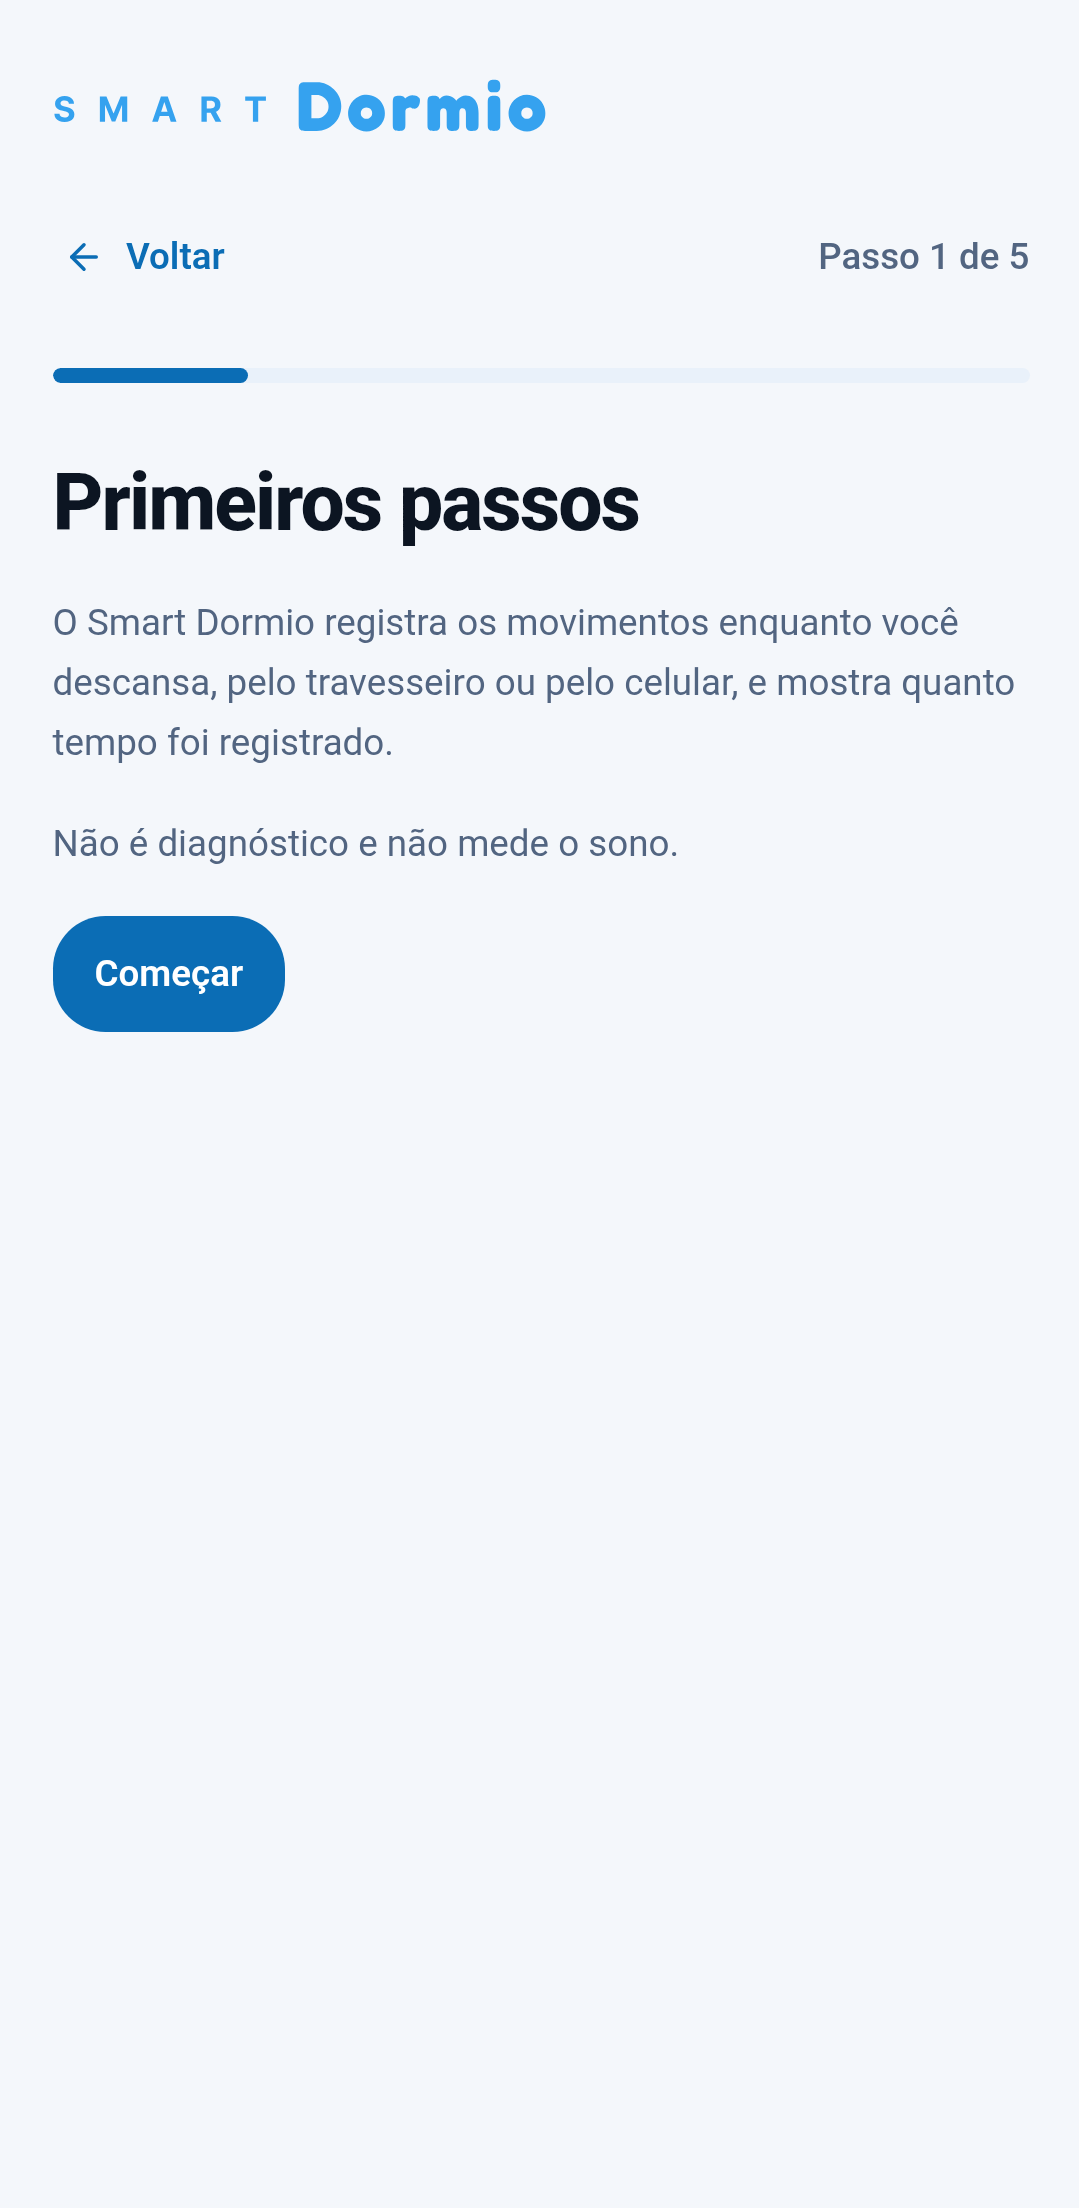 SMART Dormio
Voltar
Passo 1 de 5
Primeiros passos
O Smart Dormio registra os movimentos enquanto você
descansa, pelo travesseiro ou pelo celular, e mostra quanto
tempo foi registrado.
Não é diagnóstico e não mede o sono.
Começar